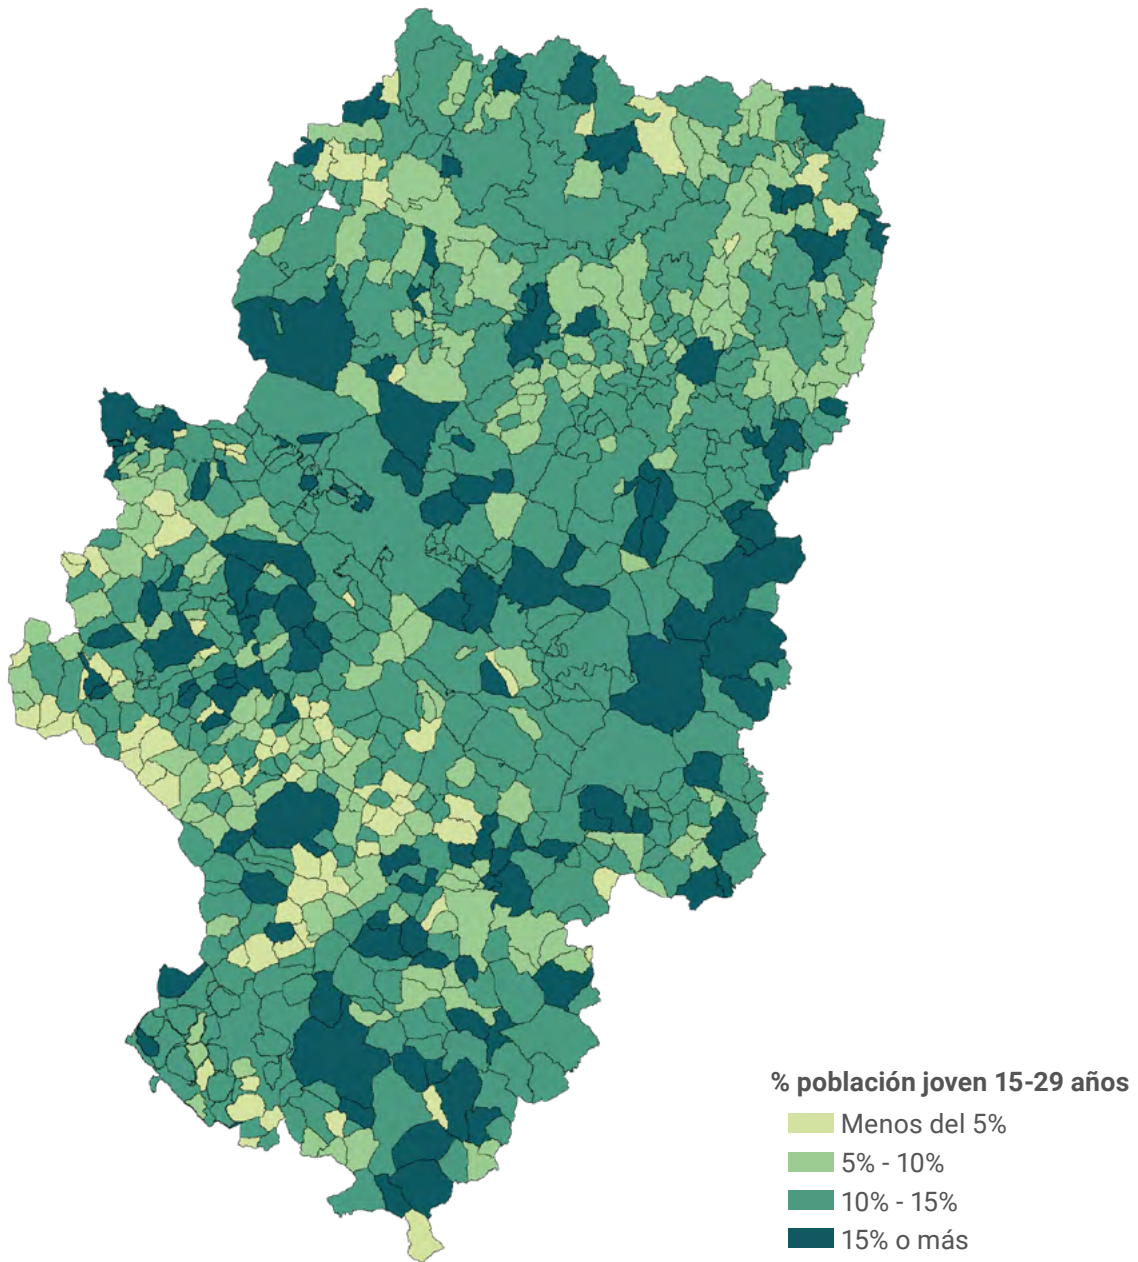 % población joven 15-29 años
Menos del 5%
5% - 10%
10% - 15%
15% o más